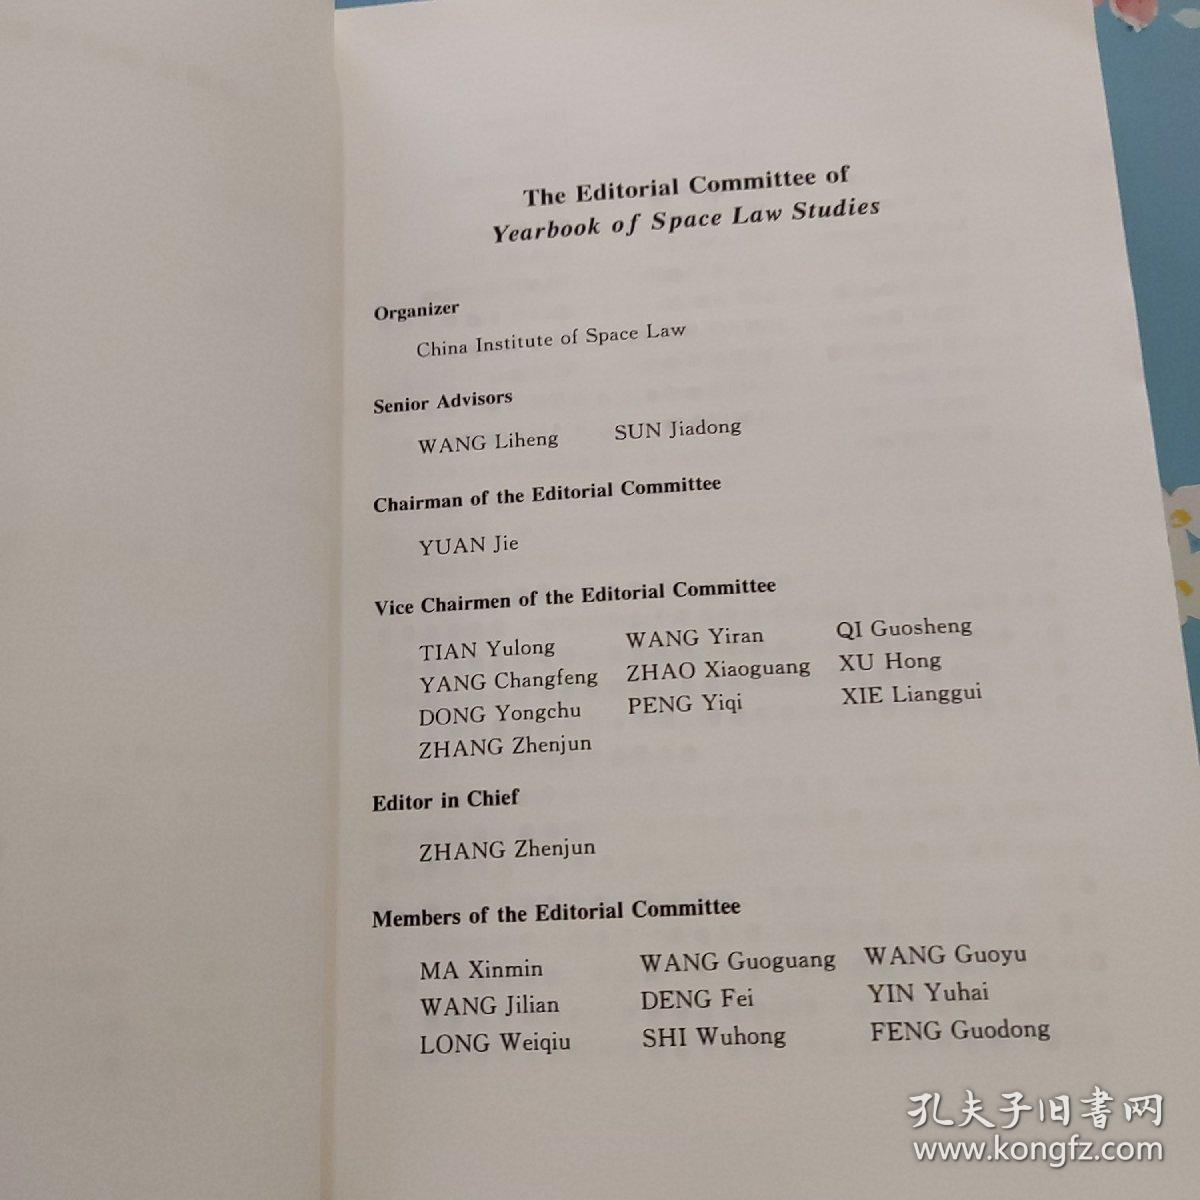 The Editorial Committee of
Yearbook of Space Law Studies
Organizer
China Institute of Space Law
Senior Advisors
WANG Liheng SUN Jiadong
Chairman of the Editorial Committee
YUAN Jie
Vice Chairmen of the Editorial Committee
TIAN Yulong WANG Yiran QI Guosheng
YANG Changfeng ZHAO Xiaoguang XU Hong
DONG Yongchu PENG Yiqi XIE Lianggui
ZHANG Zhenjun
Editor in Chief
ZHANG Zhenjun
Members of the Editorial Committee
MA Xinmin WANG Guoguang WANG Guoyu
WANG Jilian DENG Fei YIN Yuhai
LONG Weiqiu SHI Wuhong FENG Guodong
孔夫子旧书网
www.kongfz.com